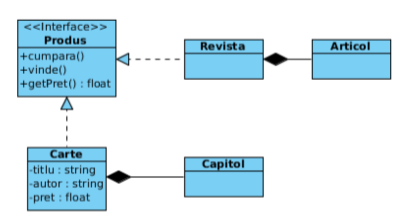 <<Interface>>
Produs
+cumpara()
+vinde()
+getPret() : float
Revista
Articol
Carte
-titlu : string
-autor : string
-pret : float
Capitol